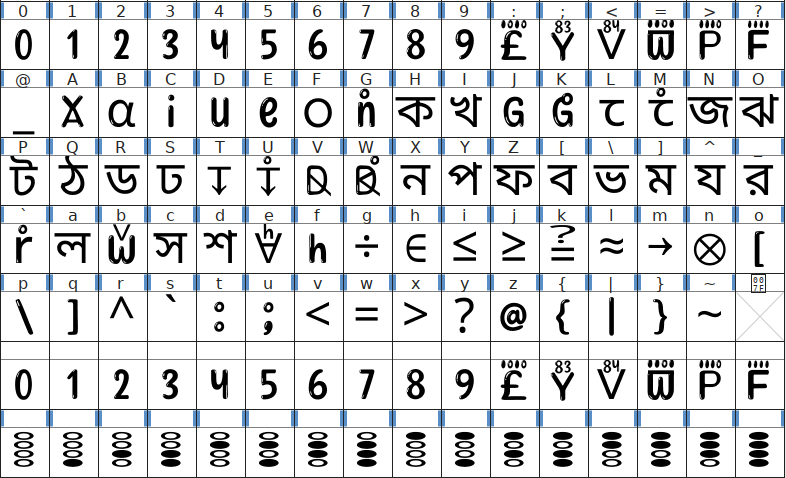 0 1 2 3 4 5 6 7 8 9 : ; < = > ?
0 1 2 3 4 5 6 7 8 9 £ Y V P F
@ A B C D E F G H I J K L M N O
_ α i u e O n̊ ক খ G G̊ জ ঝ
P Q R S T U V W X Y Z [ \ ] ^ _
ট ঠ ড ঢ ন প ফ ব ভ ম য র
` a b c d e f g h i j k l m n o
r̊ ল স শ h ÷ ∈ ≤ ≥ ≟ ≈ → ⊗ [
p q r s t u v w x y z { | } ~ 007F
\ ] ^ ` : ; < = > ? @ { | } ~
0 1 2 3 4 5 6 7 8 9 £ Y V P F